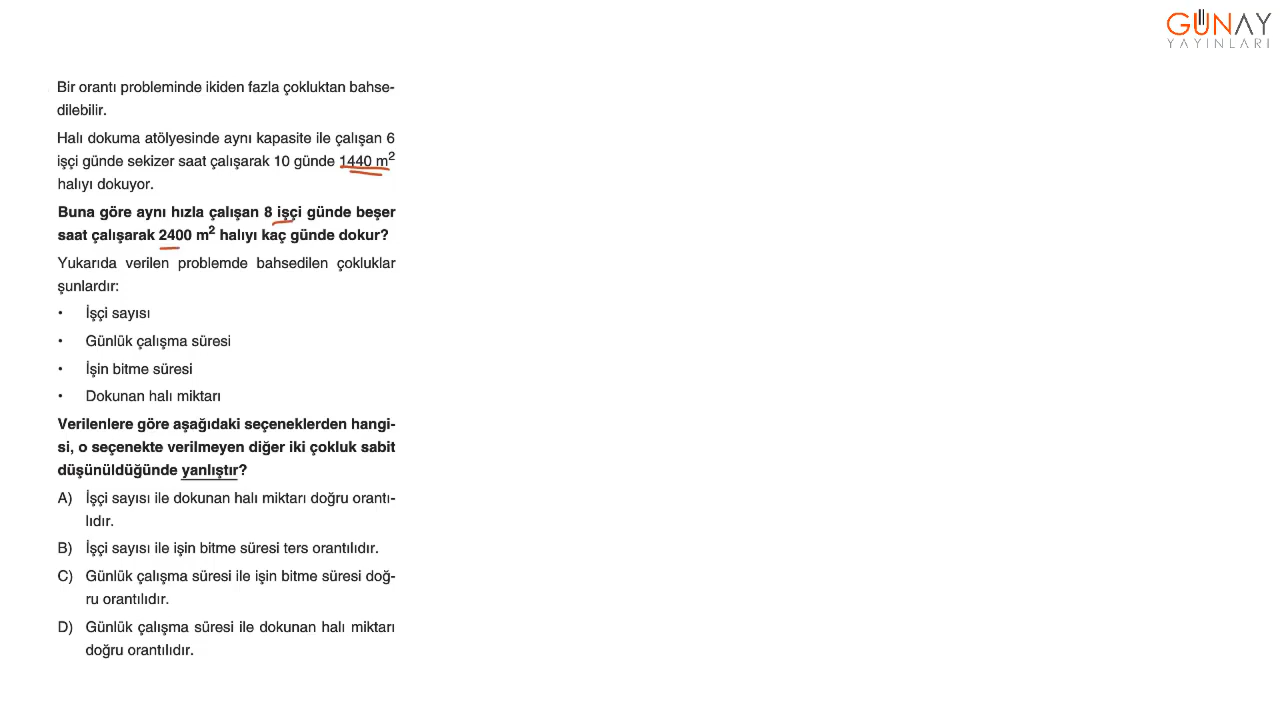 GÜNAY
YAYINLARI
Bir orantı probleminde ikiden fazla çokluktan bahse-
dilebilir.
Halı dokuma atölyesinde aynı kapasite ile çalışan 6
işçi günde sekizer saat çalışarak 10 günde 1440 m²
halıyı dokuyor.
Buna göre aynı hızla çalışan 8 işçi günde beşer
saat çalışarak 2400 m² halıyı kaç günde dokur?
Yukarıda verilen problemde bahsedilen çokluklar
şunlardır:
• İşçi sayısı
• Günlük çalışma süresi
• İşin bitme süresi
• Dokunan halı miktarı
Verilenlere göre aşağıdaki seçeneklerden hangi-
si, o seçenekte verilmeyen diğer iki çokluk sabit
düşünüldüğünde yanlıştır?
A) İşçi sayısı ile dokunan halı miktarı doğru orantı-
lıdır.
B) İşçi sayısı ile işin bitme süresi ters orantılıdır.
C) Günlük çalışma süresi ile işin bitme süresi doğ-
ru orantılıdır.
D) Günlük çalışma süresi ile dokunan halı miktarı
doğru orantılıdır.